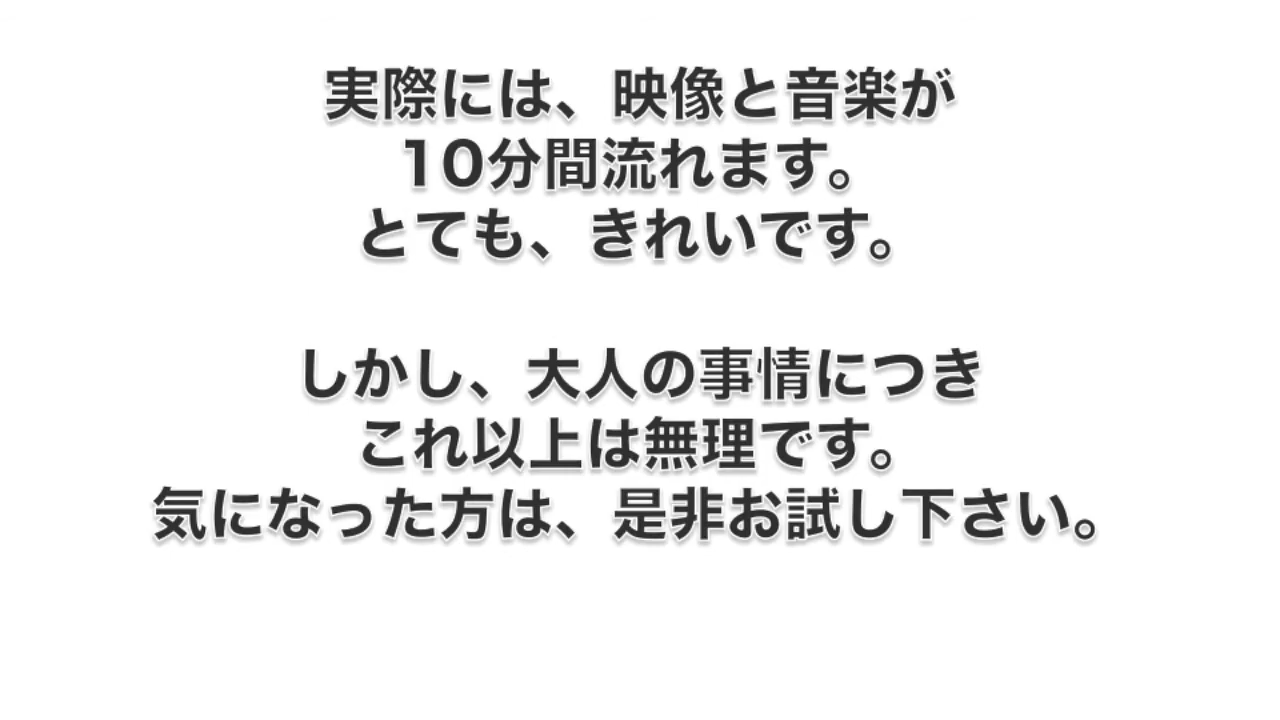 実際には、映像と音楽が
10分間流れます。
とても、きれいです。
しかし、大人の事情につき
これ以上は無理です。
気になった方は、是非お試し下さい。